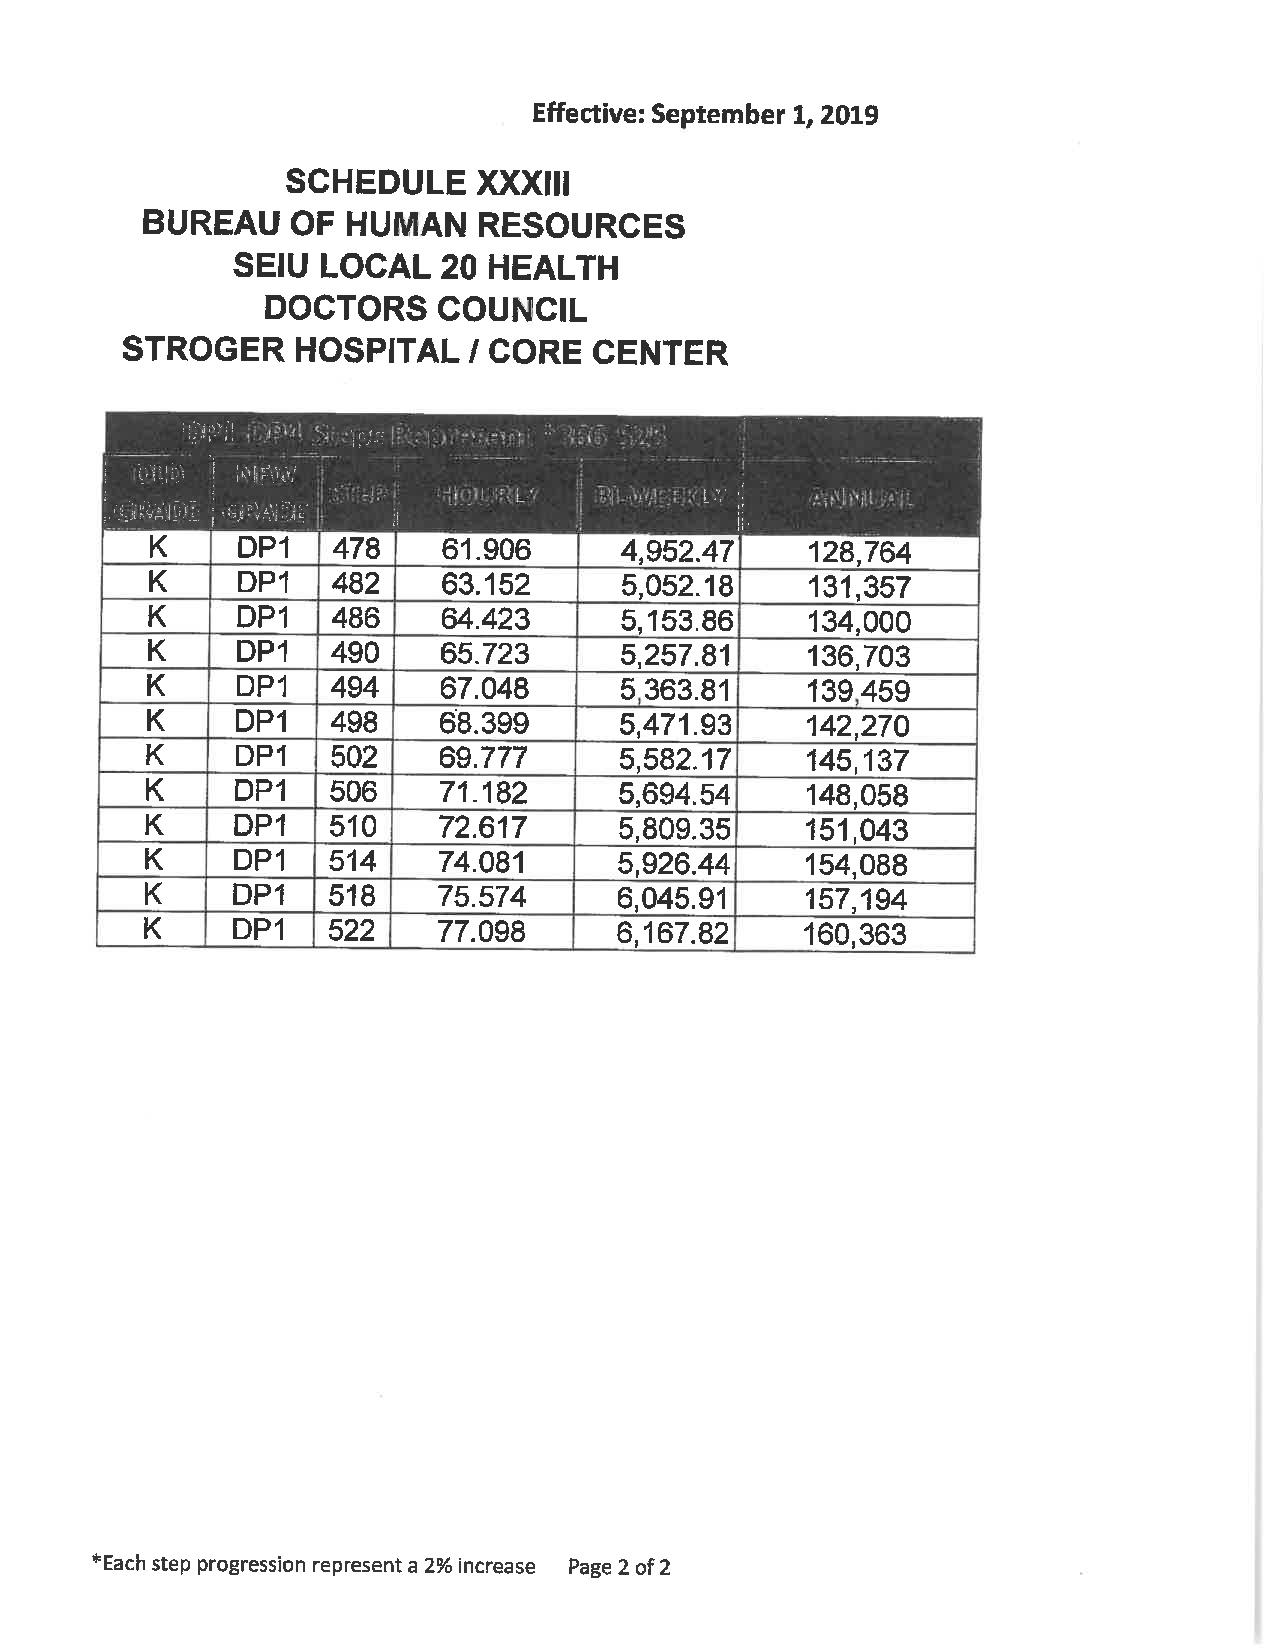 Effective: September 1, 2019
SCHEDULE XXXIII
BUREAU OF HUMAN RESOURCES
SEIU LOCAL 20 HEALTH
DOCTORS COUNCIL
STROGER HOSPITAL / CORE CENTER
Steps Represent
OLD GRADE NEW GRADE STEP HOURLY BI-WEEKLY ANNUAL
K DP1 478 61.906 4,952.47 128,764
K DP1 482 63.152 5,052.18 131,357
K DP1 486 64.423 5,153.86 134,000
K DP1 490 65.723 5,257.81 136,703
K DP1 494 67.048 5,363.81 139,459
K DP1 498 68.399 5,471.93 142,270
K DP1 502 69.777 5,582.17 145,137
K DP1 506 71.182 5,694.54 148,058
K DP1 510 72.617 5,809.35 151,043
K DP1 514 74.081 5,926.44 154,088
K DP1 518 75.574 6,045.91 157,194
K DP1 522 77.098 6,167.82 160,363
*Each step progression represent a 2% increase Page 2 of 2